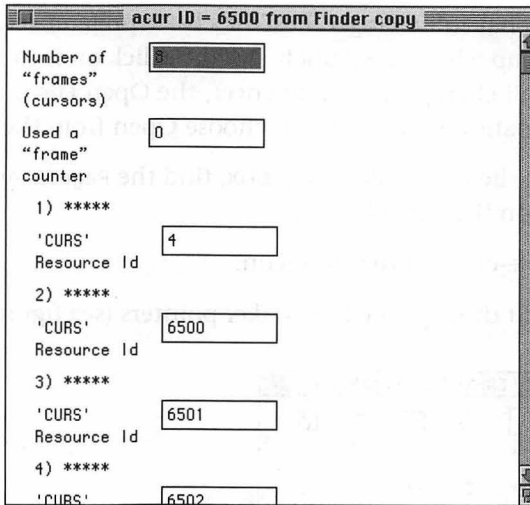 acur ID = 6500 from Finder copy
Number of 8
“frames”
(cursors)
Used a 0
“frame”
counter
1) *****
'CURS' 4
Resource Id
2) *****
'CURS' 6500
Resource Id
3) *****
'CURS' 6501
Resource Id
4) *****
'CURS' 6502